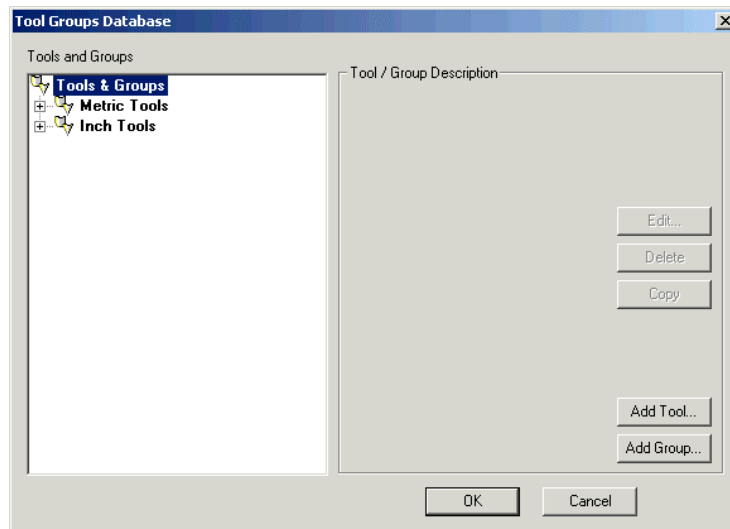 Tool Groups Database
Tools and Groups
Tools & Groups
Metric Tools
Inch Tools
Tool / Group Description
Edit...
Delete
Copy
Add Tool...
Add Group...
OK
Cancel